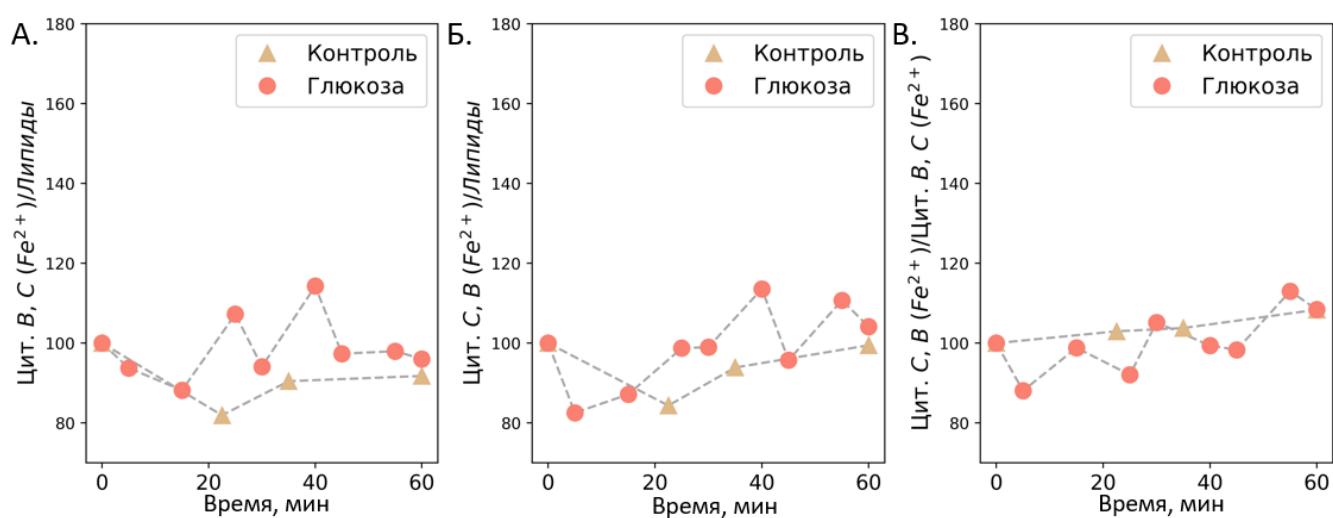 А.
Цит. B, C (Fe²⁺)/Липиды
180
160
140
120
100
80
Контроль
Глюкоза
0 20 40 60
Время, мин
Б.
Цит. C, B (Fe²⁺)/Липиды
180
160
140
120
100
80
Контроль
Глюкоза
0 20 40 60
Время, мин
В.
Цит. C, B (Fe²⁺)/Цит. B, C (Fe²⁺)
180
160
140
120
100
80
Контроль
Глюкоза
0 20 40 60
Время, мин